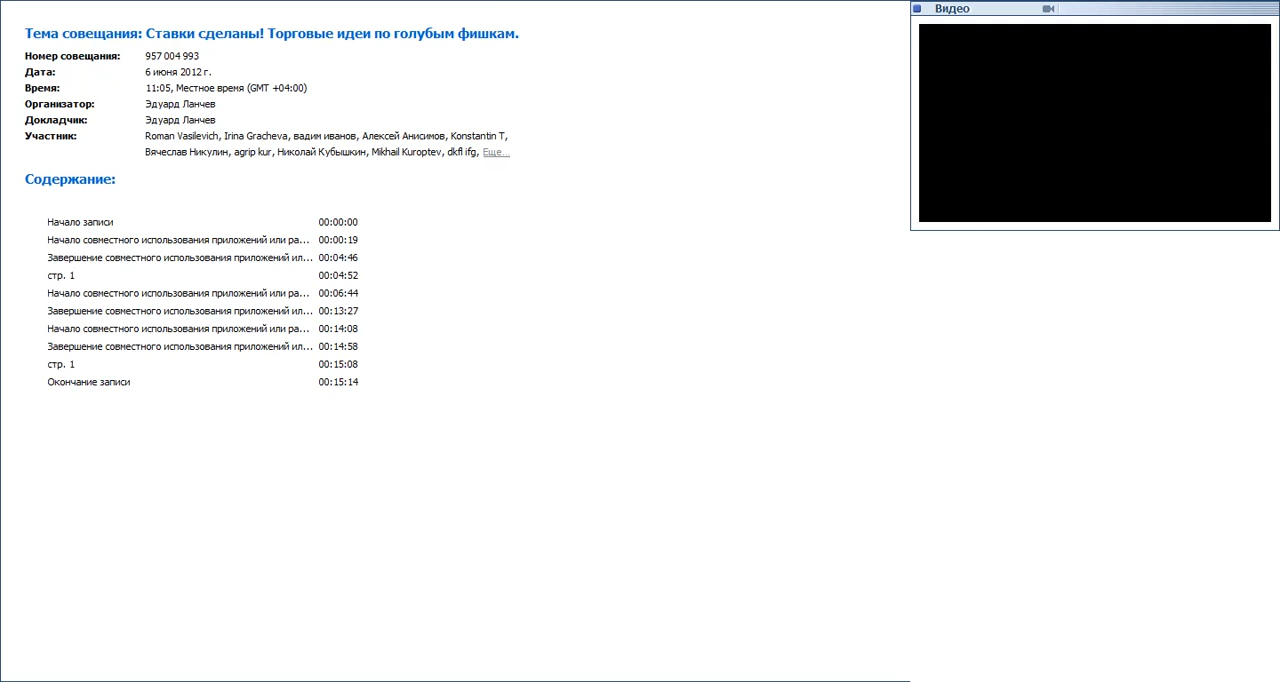 Видео
Тема совещания: Ставки сделаны! Торговые идеи по голубым фишкам.
Номер совещания: 957 004 993
Дата: 6 июня 2012 г.
Время: 11:05, Местное время (GMT +04:00)
Организатор: Эдуард Ланчев
Докладчик: Эдуард Ланчев
Участник: Roman Vasilevich, Irina Gracheva, вадим иванов, Алексей Анисимов, Konstantin T,
Вячеслав Никулин, agrip kur, Николай Кубышкин, Mikhail Kuroptev, dkfl ifg, Еще...
Содержание:
Начало записи 00:00:00
Начало совместного использования приложений или ра... 00:00:19
Завершение совместного использования приложений ил... 00:04:46
стр. 1 00:04:52
Начало совместного использования приложений или ра... 00:06:44
Завершение совместного использования приложений ил... 00:13:27
Начало совместного использования приложений или ра... 00:14:08
Завершение совместного использования приложений ил... 00:14:58
стр. 1 00:15:08
Окончание записи 00:15:14